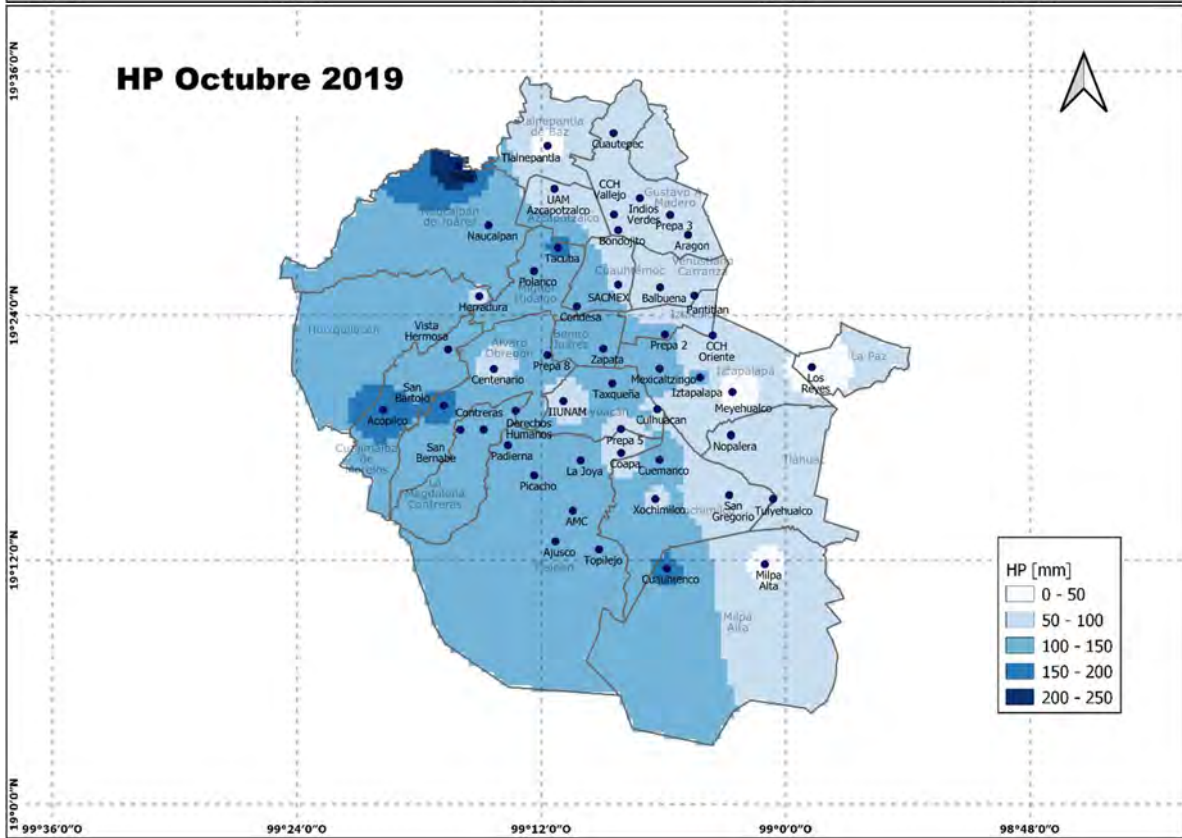 HP Octubre 2019
19°36'0"N
19°24'0"N
19°12'0"N
19°0'0"N
99°36'0"O
99°24'0"O
99°12'0"O
99°0'0"O
98°48'0"O
Tlalnepantla
de Baz
Tlalnepantla
Cuautepec
UAM
Azcapotzalco
Azcapotzalco
CCH
Vallejo
Gustavo A.
Madero
Indios
Verdes
Prepa 3
Bondojito
Aragon
Naucalpan
de Juárez
Naucalpan
Tacuba
Polanco
Miguel
Hidalgo
Cuauhtémoc
Venustiano
Carranza
SACMEX
Balbuena
Pantitlan
Herradura
Condesa
Huixquilucan
Vista
Hermosa
Alvaro
Obregón
Benito
Juárez
Prepa 8
Zapata
Prepa 2
CCH
Oriente
Iztapalapa
La Paz
Los
Reyes
Centenario
Mexicaltzingo
Taxqueña
Iztapalapa
Meyehualco
San
Bartolo
Acopilco
Contreras
Derechos
Humanos
IIUNAM
Culhuacan
Nopalera
Tláhuac
Cuajimalpa
de
Morelos
San
Bernabe
Padierna
Prepa 5
Coapa
Cuemanco
La Joya
Picacho
La
Magdalena
Contreras
Xochimilco
San
Gregorio
Tulyehualco
AMC
Ajusco
Topilejo
Tlalpan
Cuauhtenco
Milpa
Alta
Milpa
Alta
HP [mm]
0 - 50
50 - 100
100 - 150
150 - 200
200 - 250